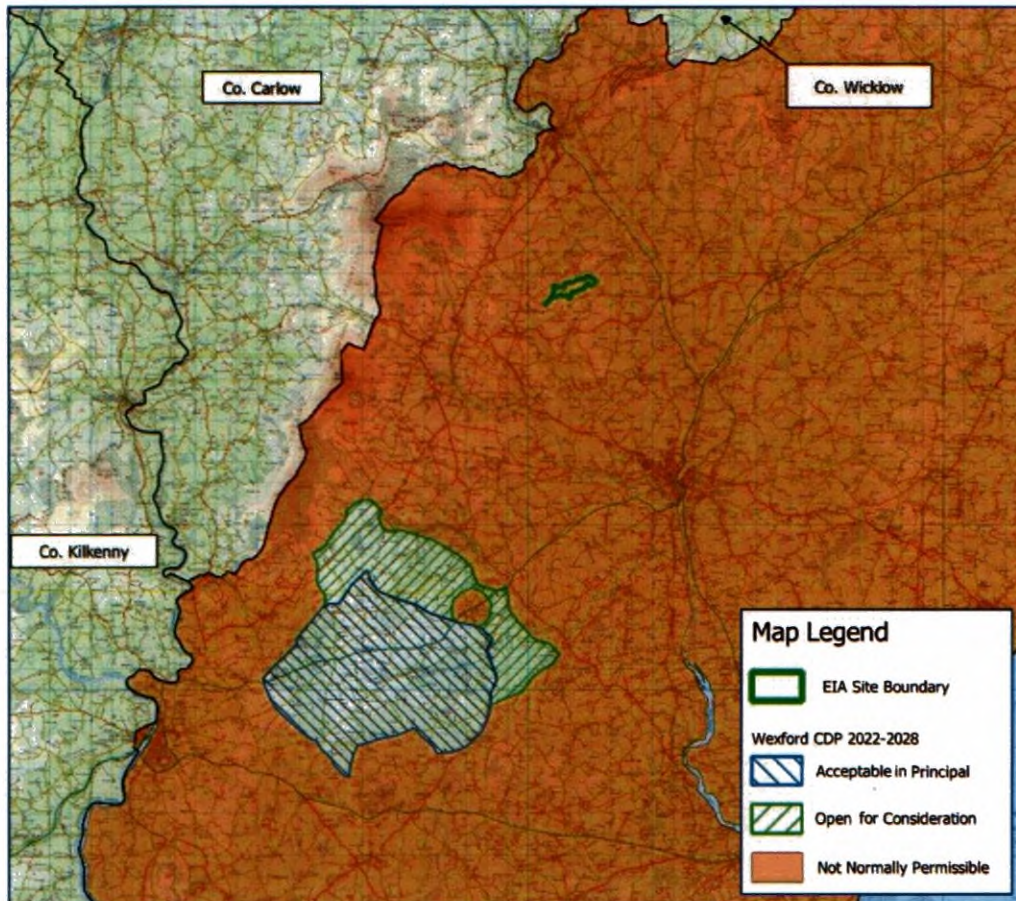 Co. Carlow
Co. Wicklow
Co. Kilkenny
Map Legend
EIA Site Boundary
Wexford CDP 2022-2028
Acceptable in Principal
Open for Consideration
Not Normally Permissible